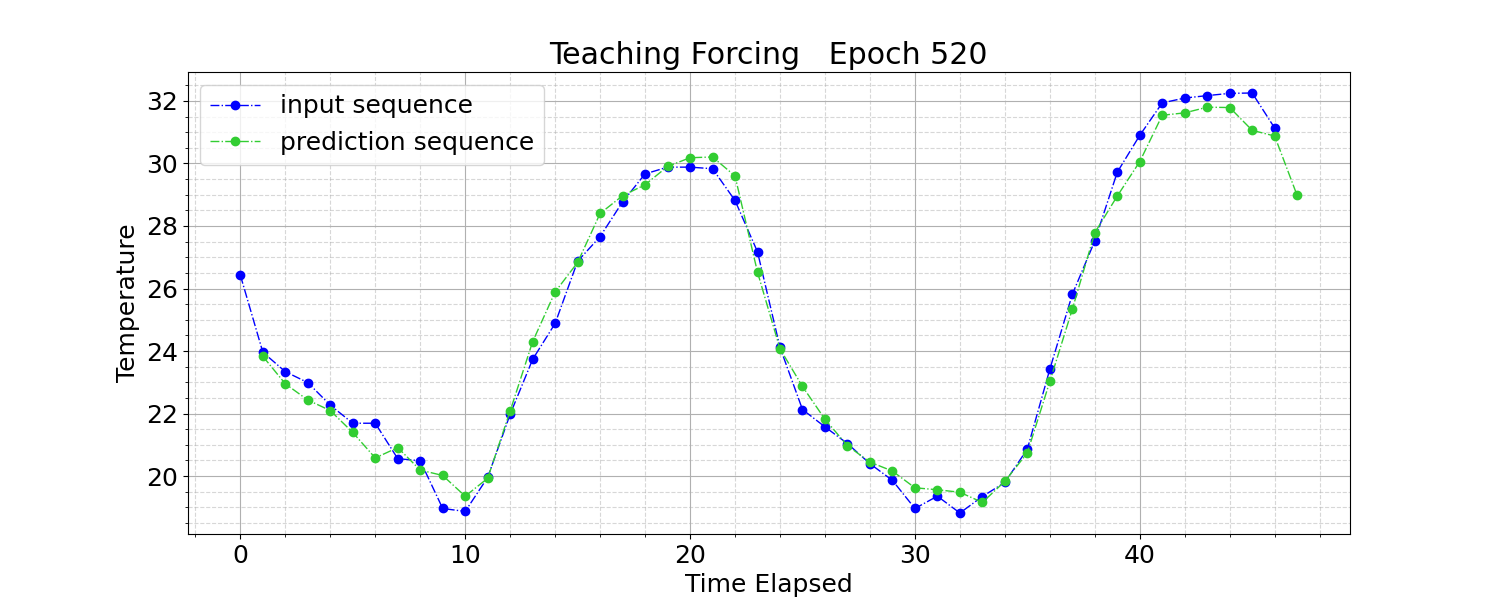 Teaching Forcing   Epoch 520
input sequence
prediction sequence
32
30
28
26
24
22
20
Temperature
0 10 20 30 40
Time Elapsed